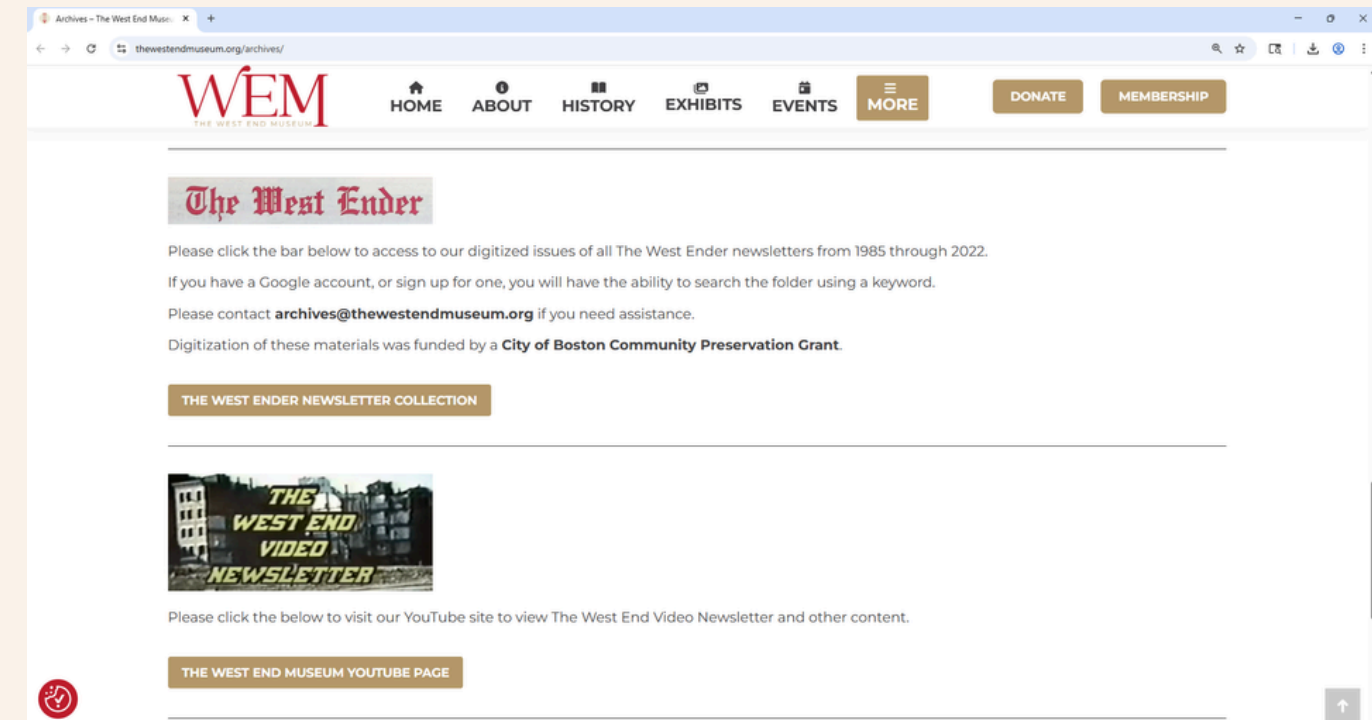 Archives – The West End Muse
thewestendmuseum.org/archives/
WEM
THE WEST END MUSEUM
HOME
ABOUT
HISTORY
EXHIBITS
EVENTS
MORE
DONATE
MEMBERSHIP
The West Ender
Please click the bar below to access to our digitized issues of all The West Ender newsletters from 1985 through 2022.
If you have a Google account, or sign up for one, you will have the ability to search the folder using a keyword.
Please contact archives@thewestendmuseum.org if you need assistance.
Digitization of these materials was funded by a City of Boston Community Preservation Grant.
THE WEST ENDER NEWSLETTER COLLECTION
THE
WEST END
VIDEO
NEWSLETTER
Please click the below to visit our YouTube site to view The West End Video Newsletter and other content.
THE WEST END MUSEUM YOUTUBE PAGE